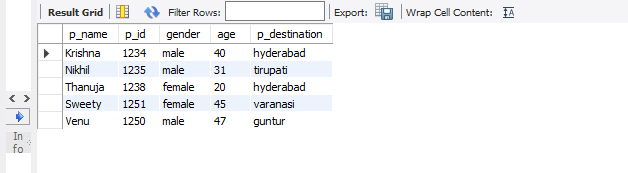 Result Grid Filter Rows: Export: Wrap Cell Content:
p_name p_id gender age p_destination
Krishna 1234 male 40 hyderabad
Nikhil 1235 male 31 tirupati
Thanuja 1238 female 20 hyderabad
Sweety 1251 female 45 varanasi
Venu 1250 male 47 guntur
In
fo